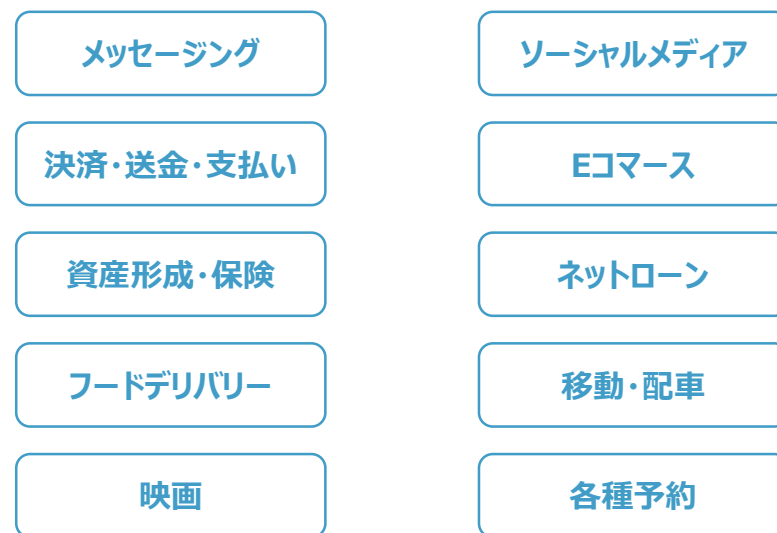 メッセージング
ソーシャルメディア
決済・送金・支払い
Eコマース
資産形成・保険
ネットローン
フードデリバリー
移動・配車
映画
各種予約